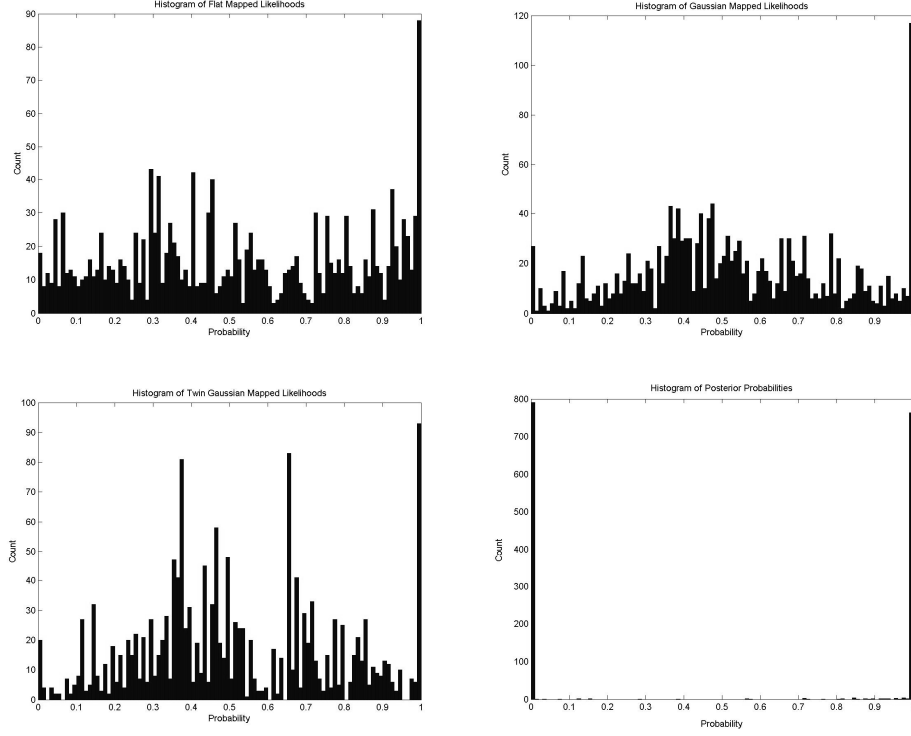 Histogram of Flat Mapped Likelihoods
90
80
70
60
50
40
30
20
10
0
Count
0 0.1 0.2 0.3 0.4 0.5 0.6 0.7 0.8 0.9 1
Probability
Histogram of Gaussian Mapped Likelihoods
120
100
80
60
40
20
0
Count
0 0.1 0.2 0.3 0.4 0.5 0.6 0.7 0.8 0.9
Probability
Histogram of Twin Gaussian Mapped Likelihoods
100
90
80
70
60
50
40
30
20
10
0
Count
0 0.1 0.2 0.3 0.4 0.5 0.6 0.7 0.8 0.9 1
Probability
Histogram of Posterior Probabilities
800
700
600
500
400
300
200
100
0
Count
0 0.1 0.2 0.3 0.4 0.5 0.6 0.7 0.8 0.9
Probability